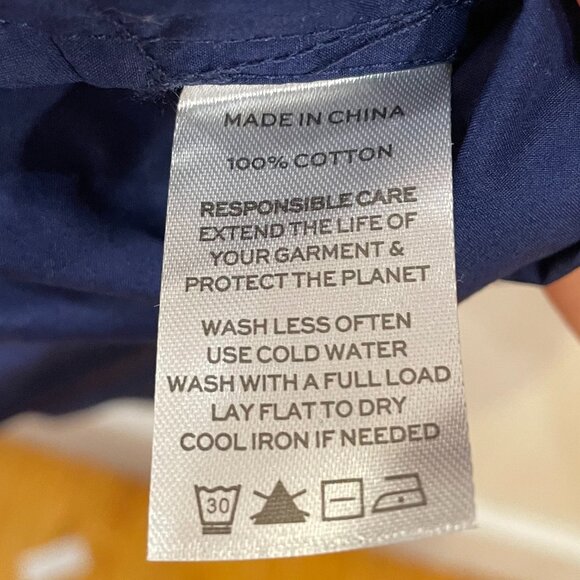 MADE IN CHINA
100% COTTON
RESPONSIBLE CARE
EXTEND THE LIFE OF
YOUR GARMENT &
PROTECT THE PLANET
WASH LESS OFTEN
USE COLD WATER
WASH WITH A FULL LOAD
LAY FLAT TO DRY
COOL IRON IF NEEDED
30